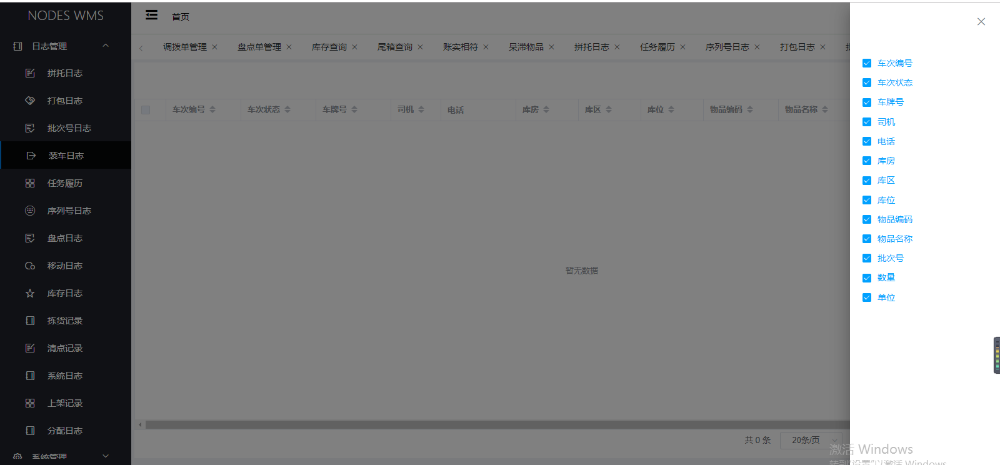 NODES WMS
日志管理
拼托日志
打包日志
批次号日志
装车日志
任务履历
序列号日志
盘点日志
移动日志
库存日志
拣货记录
清点记录
系统日志
上架记录
分配日志
系统管理
首页
调拨单管理 盘点单管理 库存查询 尾箱查询 账实相符 呆滞物品 拼托日志 任务履历 序列号日志 打包日志
车次编号 车次状态 车牌号 司机 电话 库房 库区 库位 物品编码 物品名称
暂无数据
共 0 条 20条/页
车次编号
车次状态
车牌号
司机
电话
库房
库区
库位
物品编码
物品名称
批次号
数量
单位
激活 Windows
转到"设置"以激活 Windows